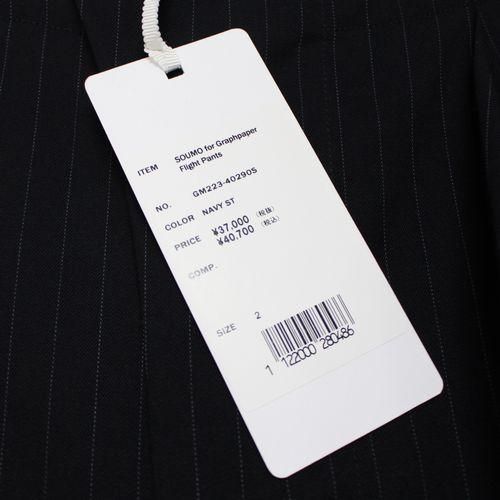 ITEM SOUMO for Graphpaper
Flight Pants
NO. GM223-40290S
COLOR NAVY ST
PRICE ¥37,000 (税抜)
¥40,700 (税込)
COMP.
SIZE 2
1 122000 280486